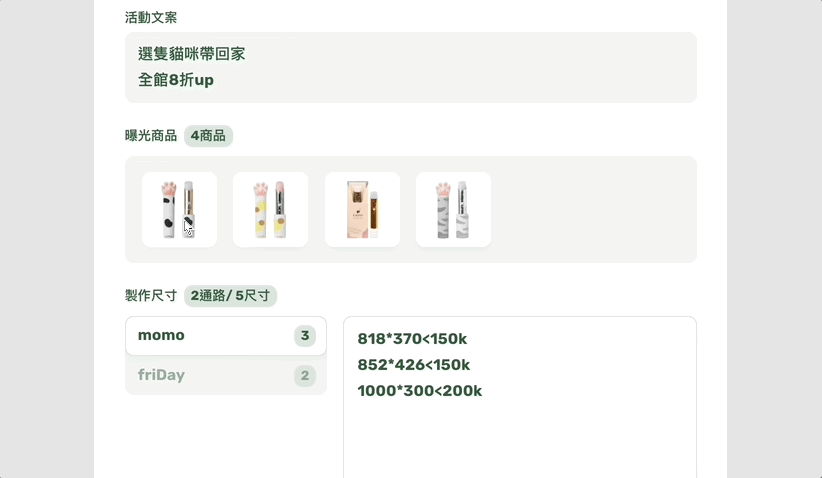 活動文案
選隻貓咪帶回家
全館8折up
曝光商品 4商品
製作尺寸 2通路/ 5尺寸
momo 3
friDay 2
818*370<150k
852*426<150k
1000*300<200k